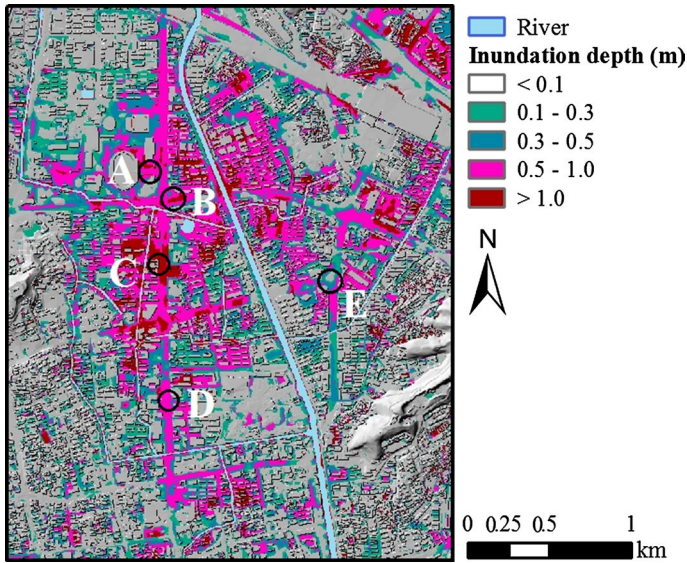 River
Inundation depth (m)
< 0.1
0.1 - 0.3
0.3 - 0.5
0.5 - 1.0
> 1.0
N
A
B
C
E
D
0 0.25 0.5 1
km